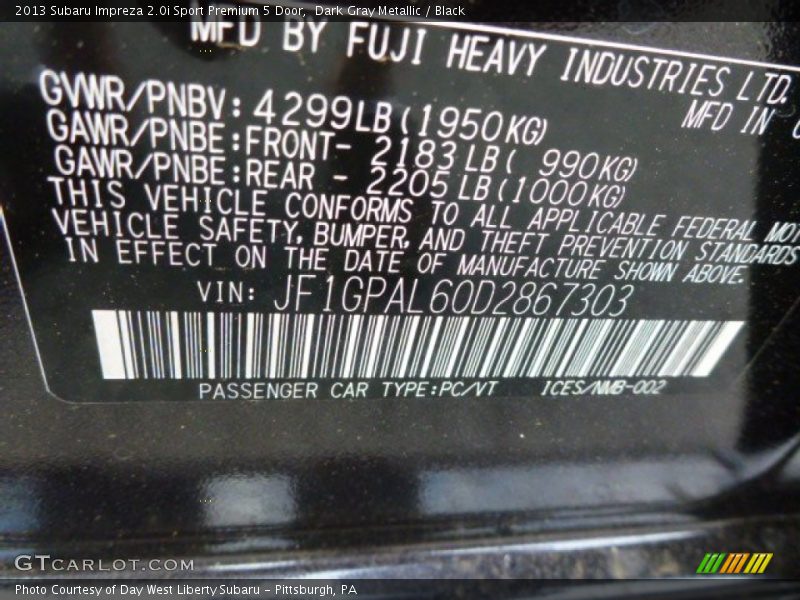 2013 Subaru Impreza 2.0i Sport Premium 5 Door, Dark Gray Metallic / Black
MFD BY FUJI HEAVY INDUSTRIES LTD.
MFD IN
GVWR/PNBV: 4299LB(1950KG)
GAWR/PNBE:FRONT- 2183 LB( 990KG)
GAWR/PNBE:REAR - 2205 LB(1000KG)
THIS VEHICLE CONFORMS TO ALL APPLICABLE FEDERAL MOT
VEHICLE SAFETY, BUMPER, AND THEFT PREVENTION STANDARDS
IN EFFECT ON THE DATE OF MANUFACTURE SHOWN ABOVE.
VIN: JF1GPAL60D2867303
PASSENGER CAR TYPE:PC/VT ICES/NMB-002
GTCARLOT.COM
Photo Courtesy of Day West Liberty Subaru - Pittsburgh, PA